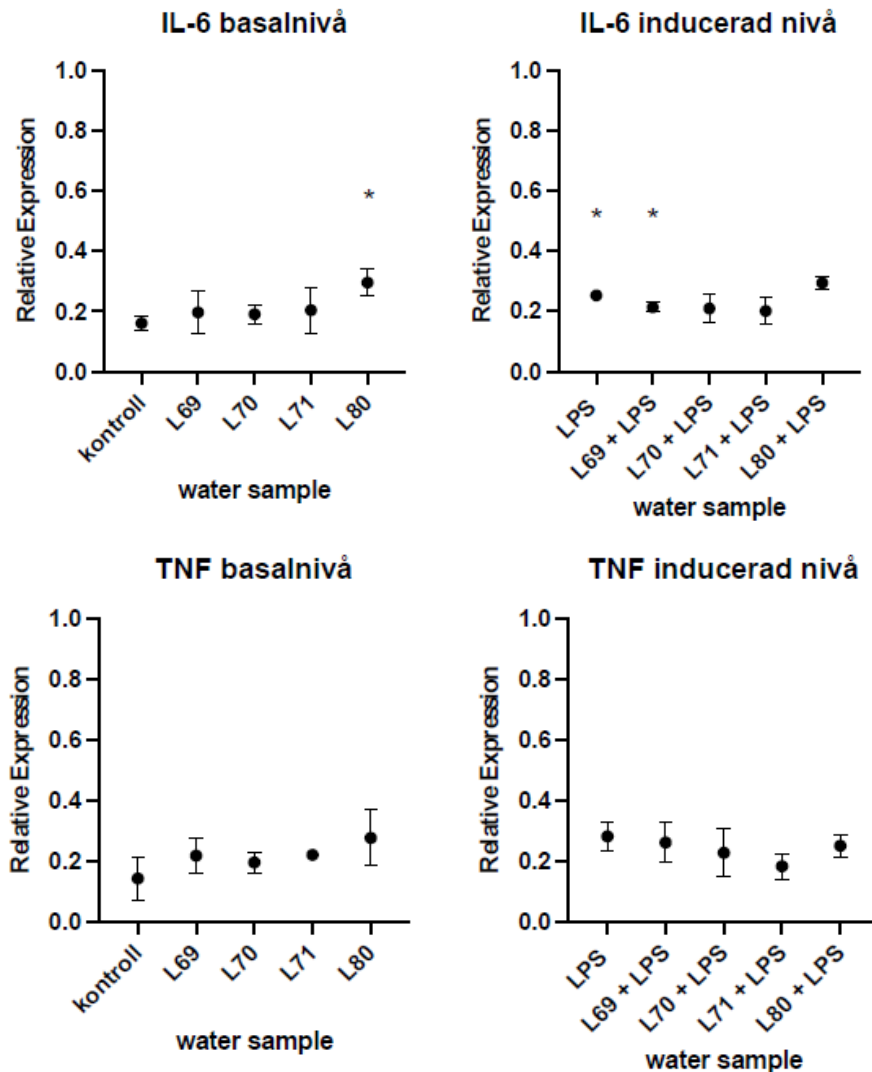 IL-6 basalnivå
1.0
0.8
0.6
0.4
0.2
0.0
Relative Expression
*
kontroll
L69
L70
L71
L80
water sample
IL-6 inducerad nivå
1.0
0.8
0.6
0.4
0.2
0.0
Relative Expression
*
*
LPS
L69 + LPS
L70 + LPS
L71 + LPS
L80 + LPS
water sample
TNF basalnivå
1.0
0.8
0.6
0.4
0.2
0.0
Relative Expression
kontroll
L69
L70
L71
L80
water sample
TNF inducerad nivå
1.0
0.8
0.6
0.4
0.2
0.0
Relative Expression
LPS
L69 + LPS
L70 + LPS
L71 + LPS
L80 + LPS
water sample